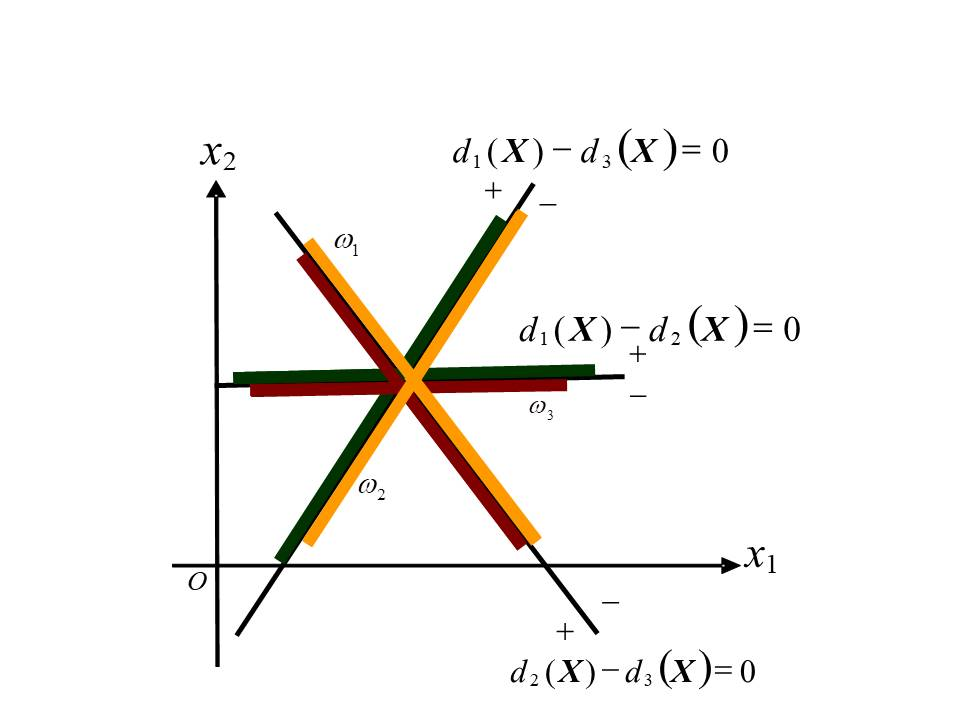 d₁(X) − d₃(X) = 0
x₂
+
−
ω₁
d₁(X) − d₂(X) = 0
+
−
ω₃
ω₂
x₁
O
−
+
d₂(X) − d₃(X) = 0